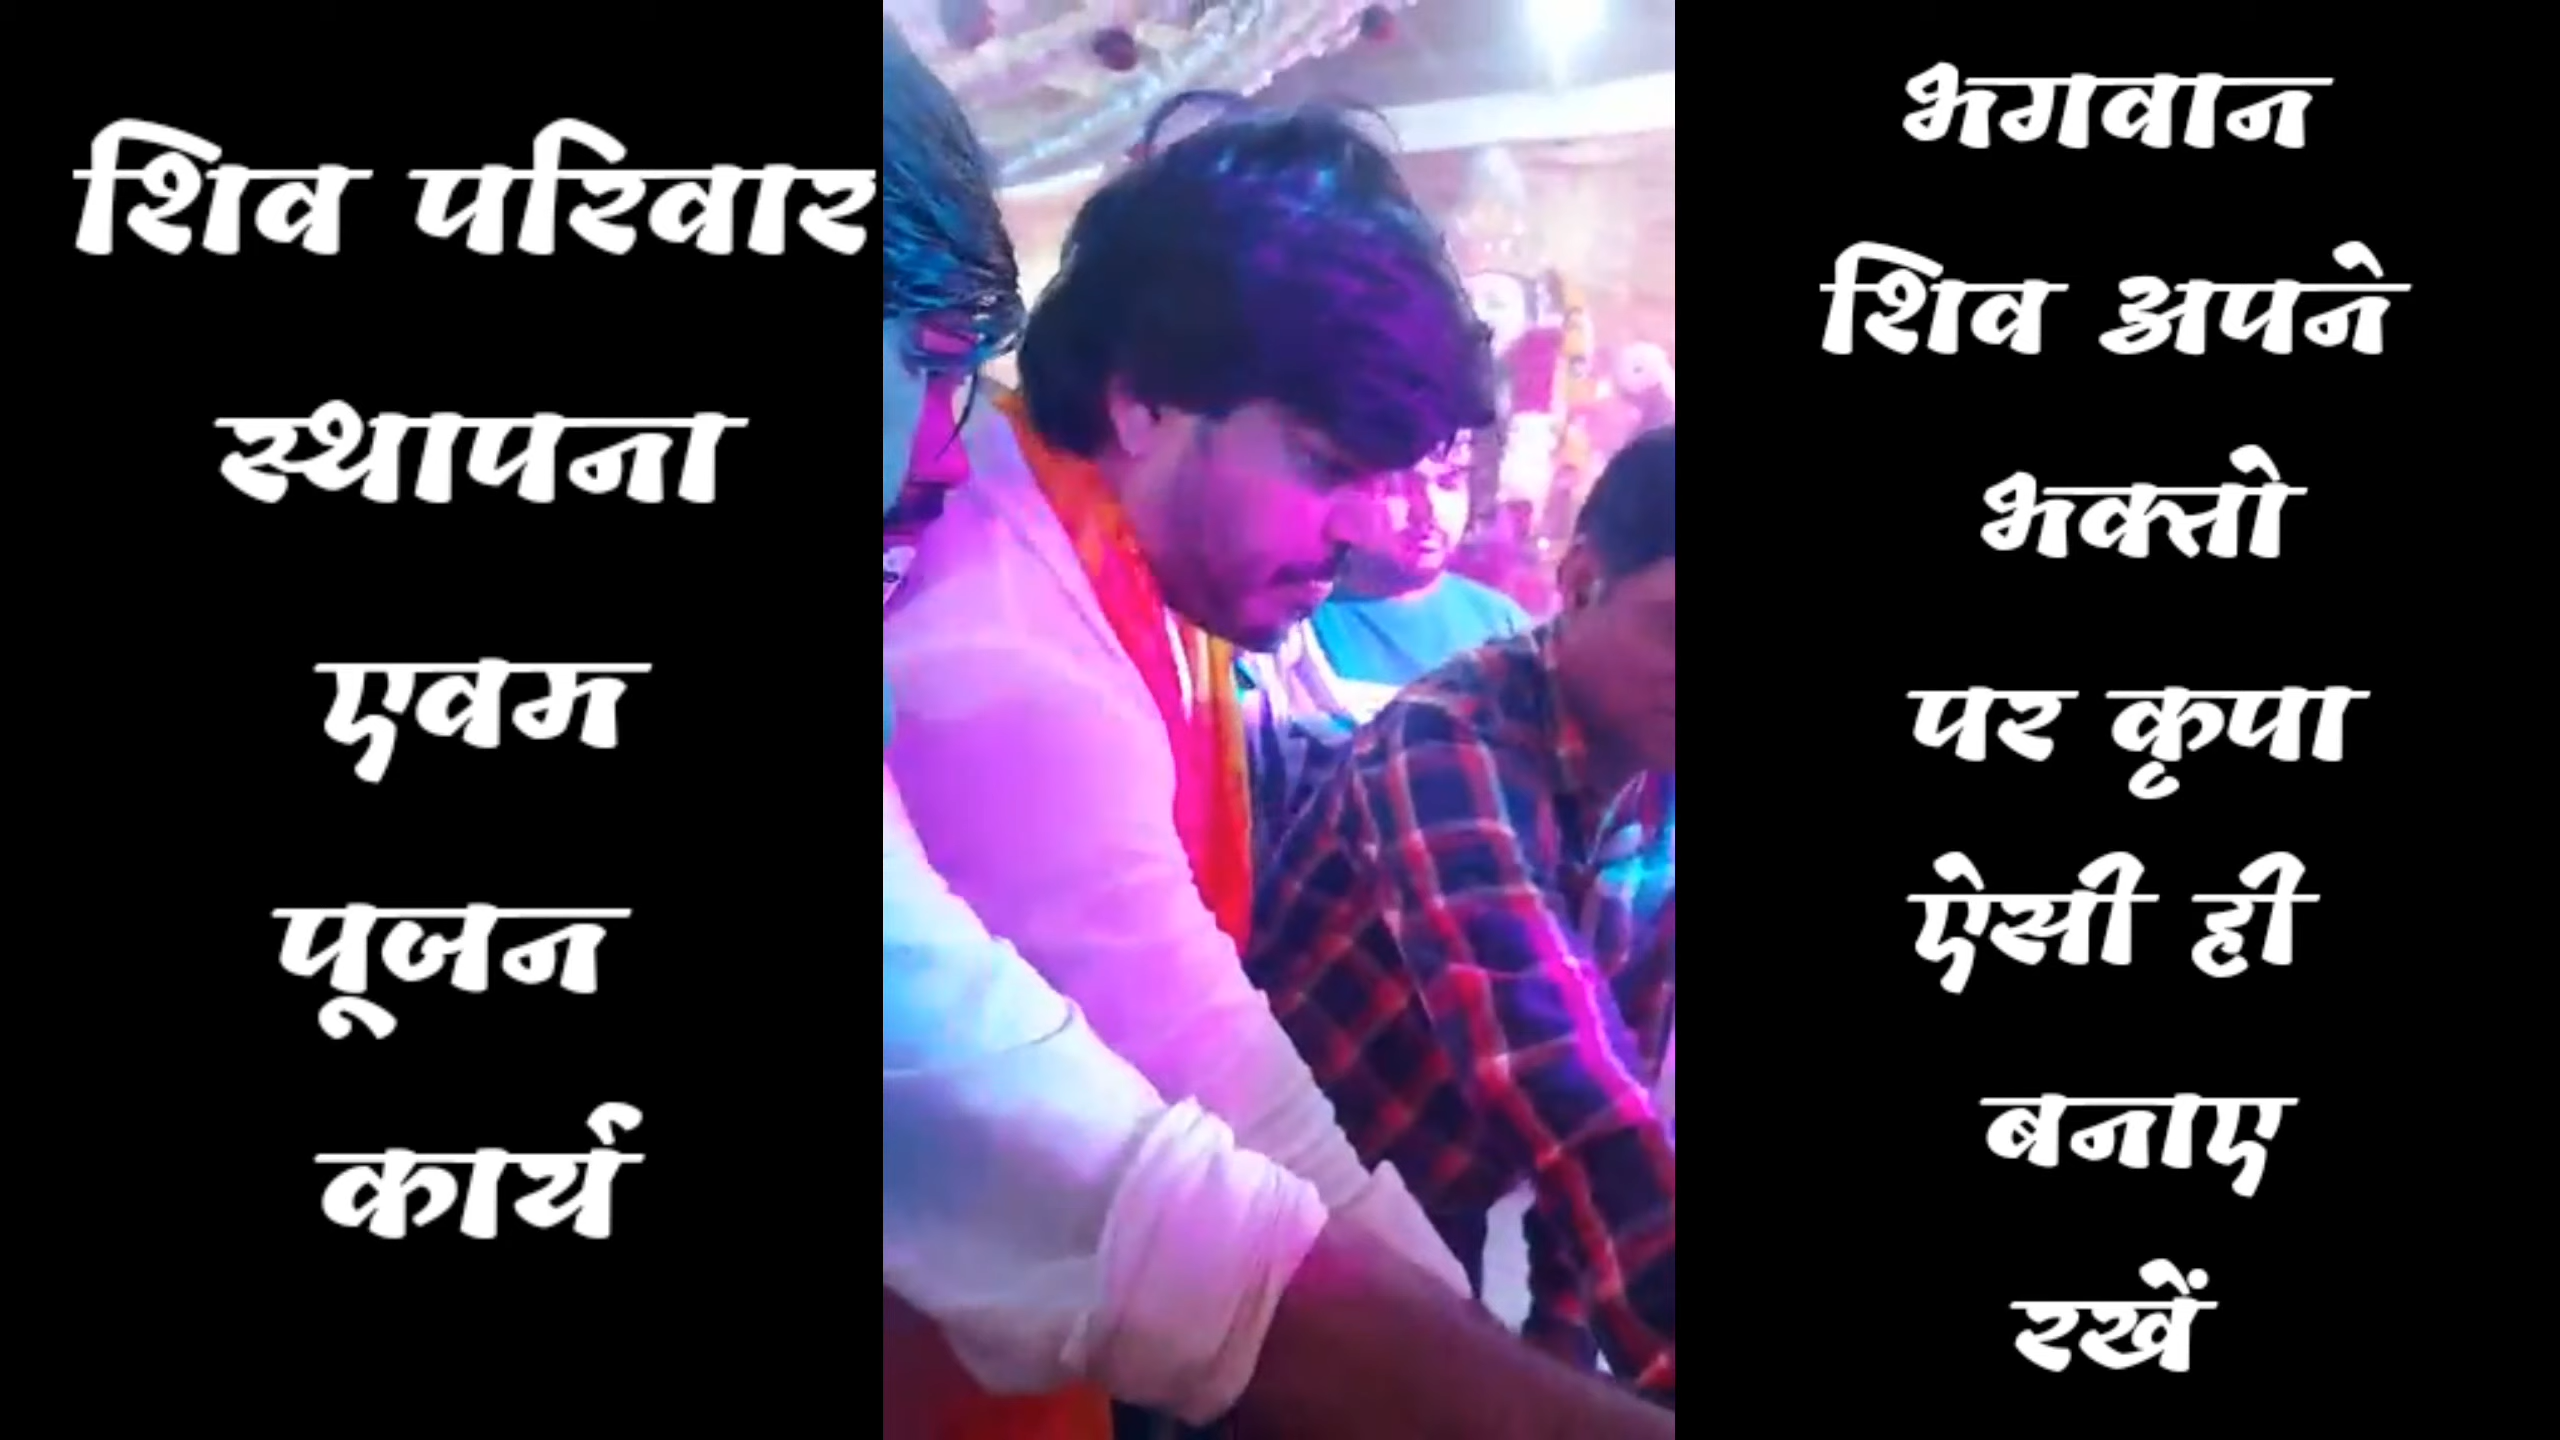 शिव परिवार
स्थापना
एवम
पूजन
कार्य
भगवान
शिव अपने
भक्तो
पर कृपा
ऐसी ही
बनाए
रखें